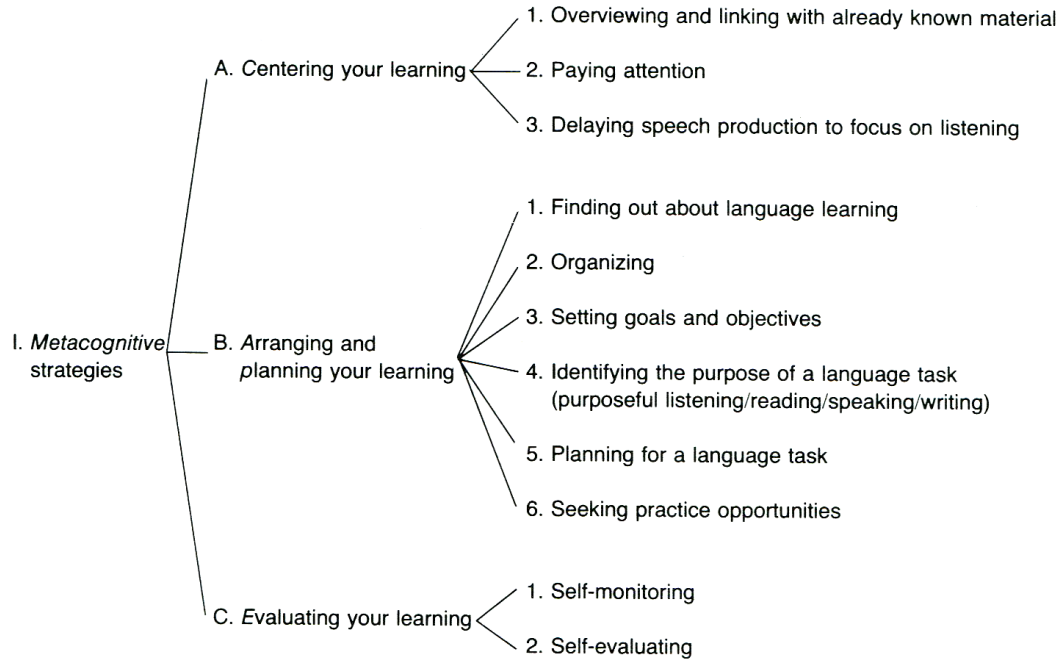 I. Metacognitive
strategies
A. Centering your learning
1. Overviewing and linking with already known material
2. Paying attention
3. Delaying speech production to focus on listening
B. Arranging and
planning your learning
1. Finding out about language learning
2. Organizing
3. Setting goals and objectives
4. Identifying the purpose of a language task
(purposeful listening/reading/speaking/writing)
5. Planning for a language task
6. Seeking practice opportunities
C. Evaluating your learning
1. Self-monitoring
2. Self-evaluating